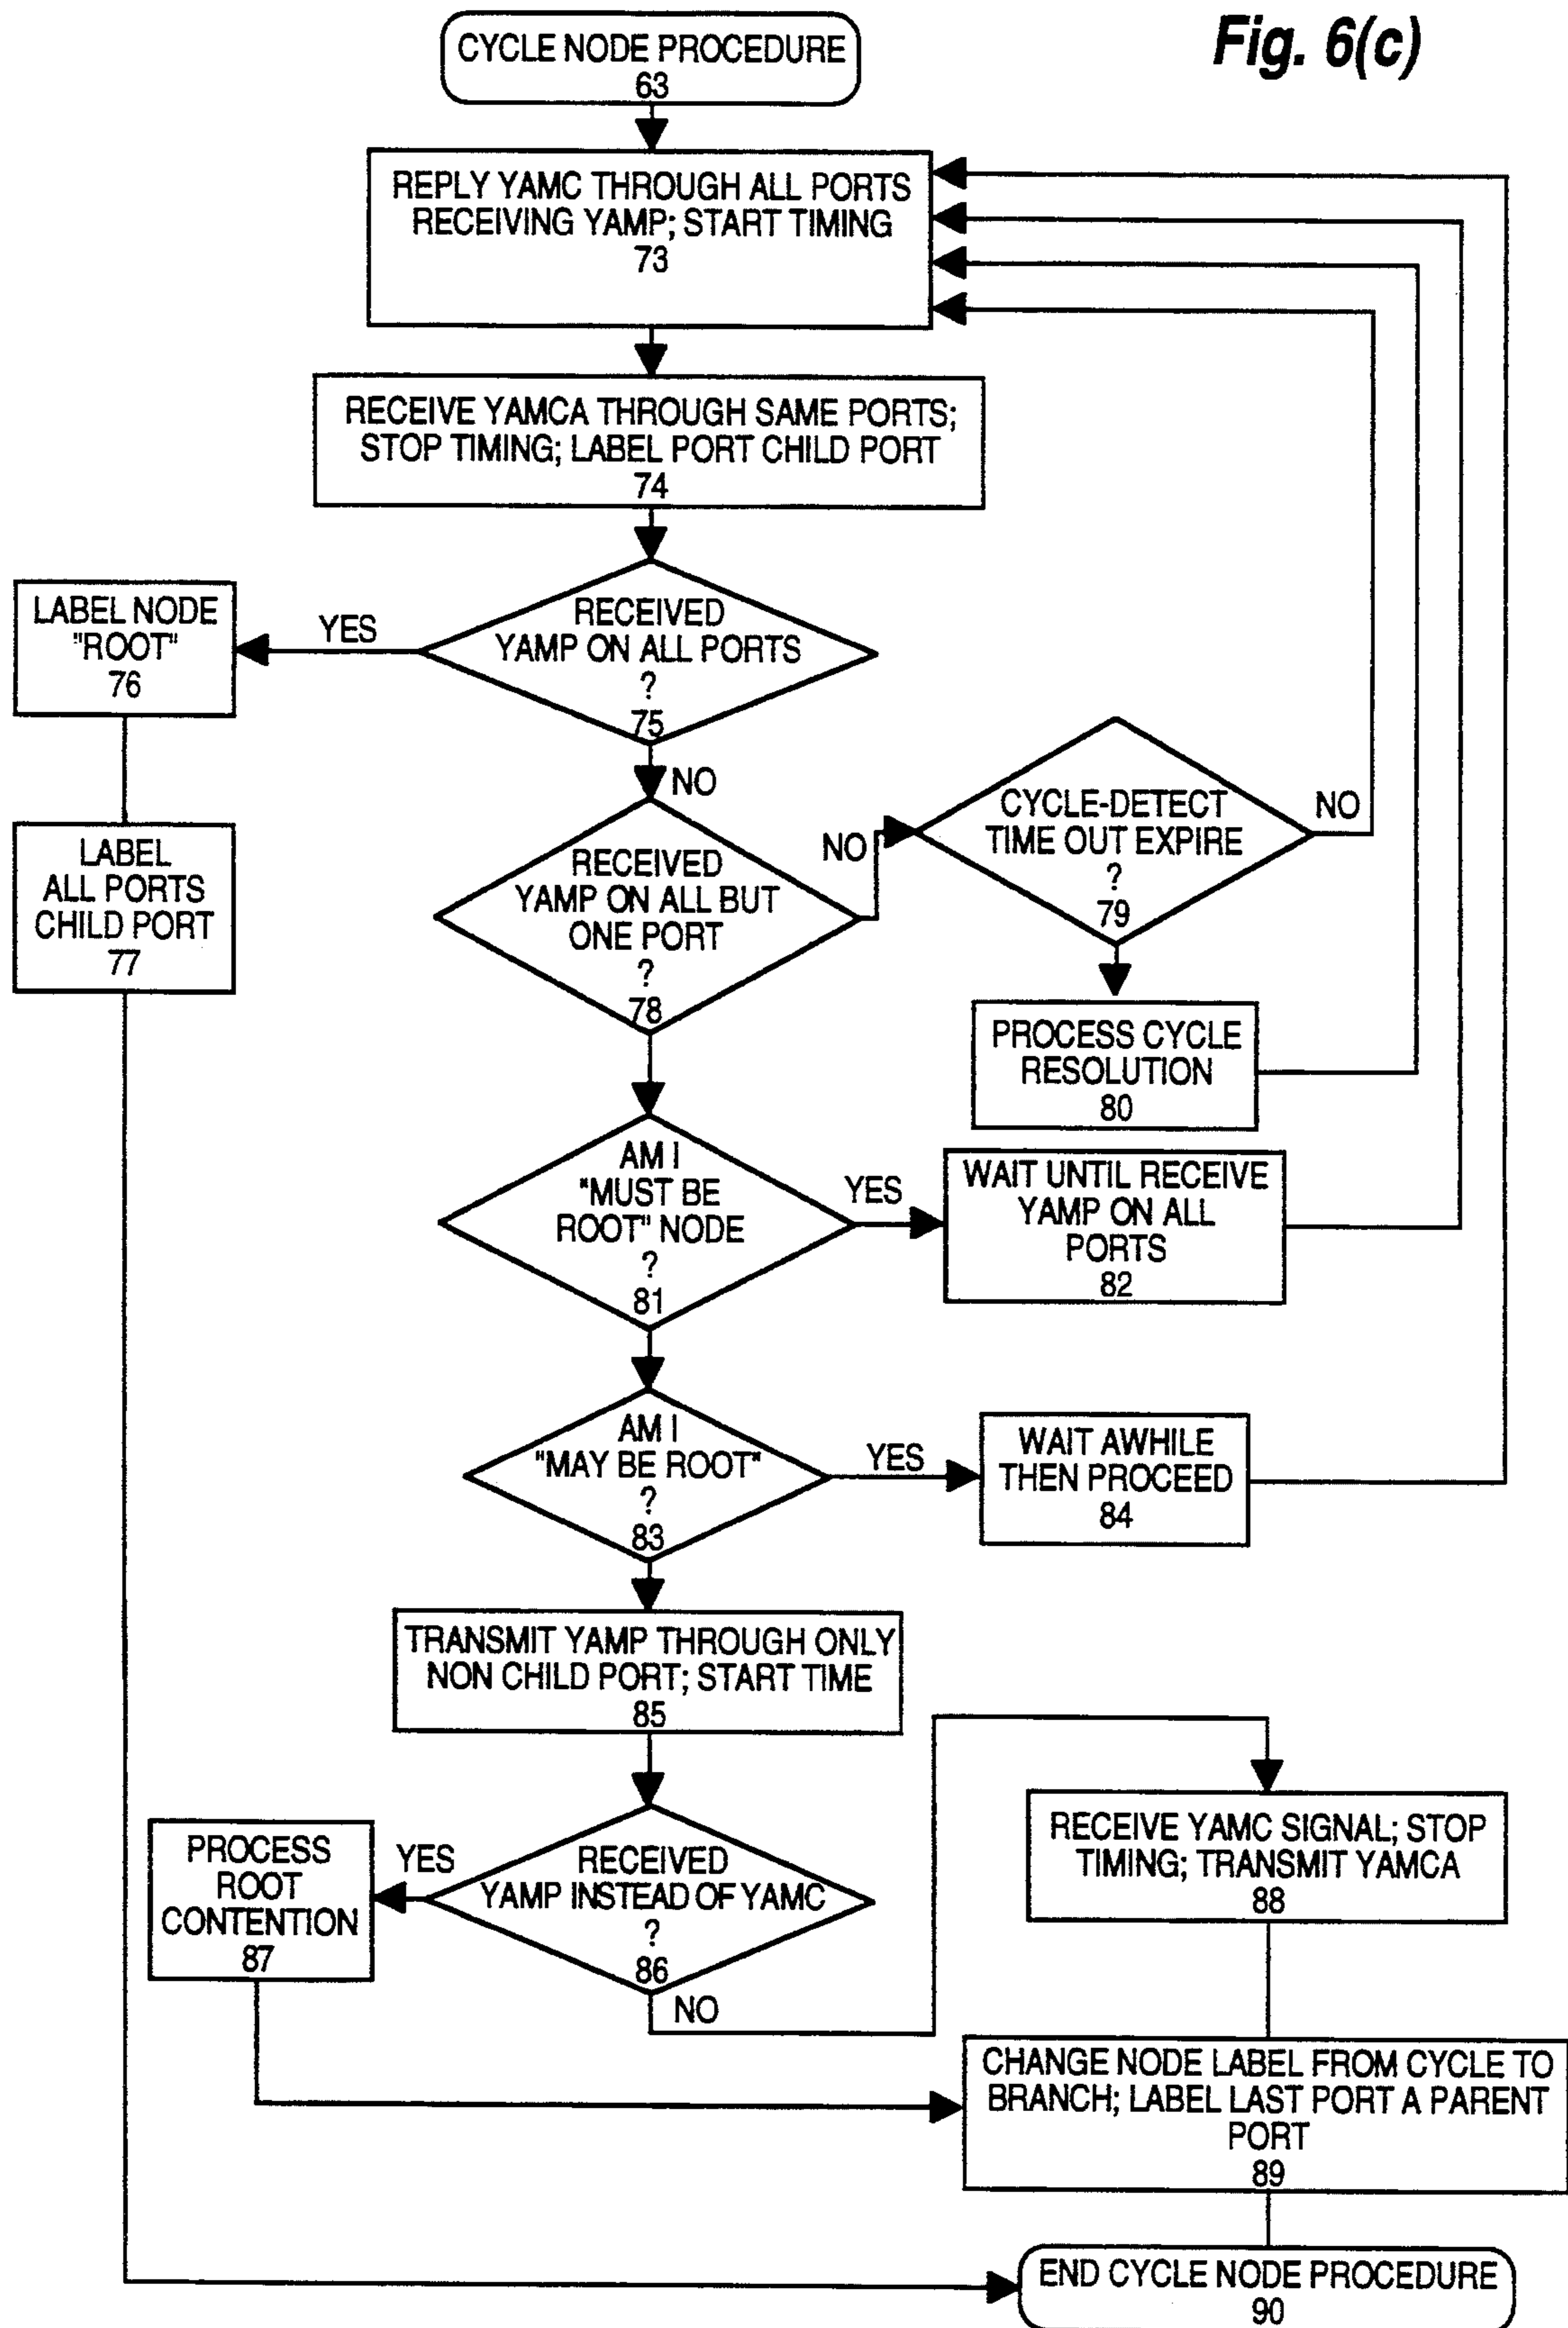 Fig. 6(c)
CYCLE NODE PROCEDURE
63
REPLY YAMC THROUGH ALL PORTS
RECEIVING YAMP; START TIMING
73
RECEIVE YAMCA THROUGH SAME PORTS;
STOP TIMING; LABEL PORT CHILD PORT
74
RECEIVED
YAMP ON ALL PORTS
?
75
YES
LABEL NODE
"ROOT"
76
LABEL
ALL PORTS
CHILD PORT
77
NO
RECEIVED
YAMP ON ALL BUT
ONE PORT
?
78
NO
CYCLE-DETECT
TIME OUT EXPIRE
?
79
NO
PROCESS CYCLE
RESOLUTION
80
AM I
"MUST BE
ROOT" NODE
?
81
YES
WAIT UNTIL RECEIVE
YAMP ON ALL
PORTS
82
AM I
"MAY BE ROOT"
?
83
YES
WAIT AWHILE
THEN PROCEED
84
TRANSMIT YAMP THROUGH ONLY
NON CHILD PORT; START TIME
85
RECEIVED
YAMP INSTEAD OF YAMC
?
86
YES
PROCESS
ROOT
CONTENTION
87
NO
RECEIVE YAMC SIGNAL; STOP
TIMING; TRANSMIT YAMCA
88
CHANGE NODE LABEL FROM CYCLE TO
BRANCH; LABEL LAST PORT A PARENT
PORT
89
END CYCLE NODE PROCEDURE
90